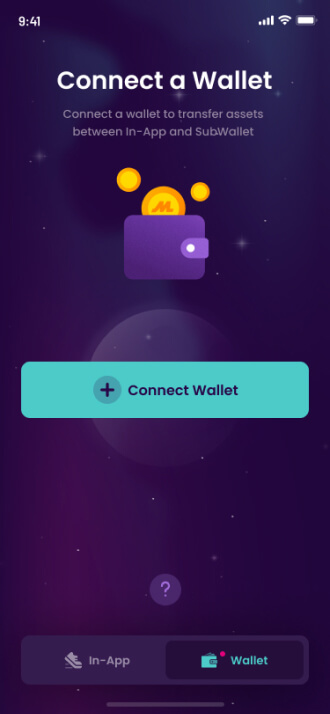 9:41
Connect a Wallet
Connect a wallet to transfer assets
between In-App and SubWallet
M
Connect Wallet
?
In-App
Wallet